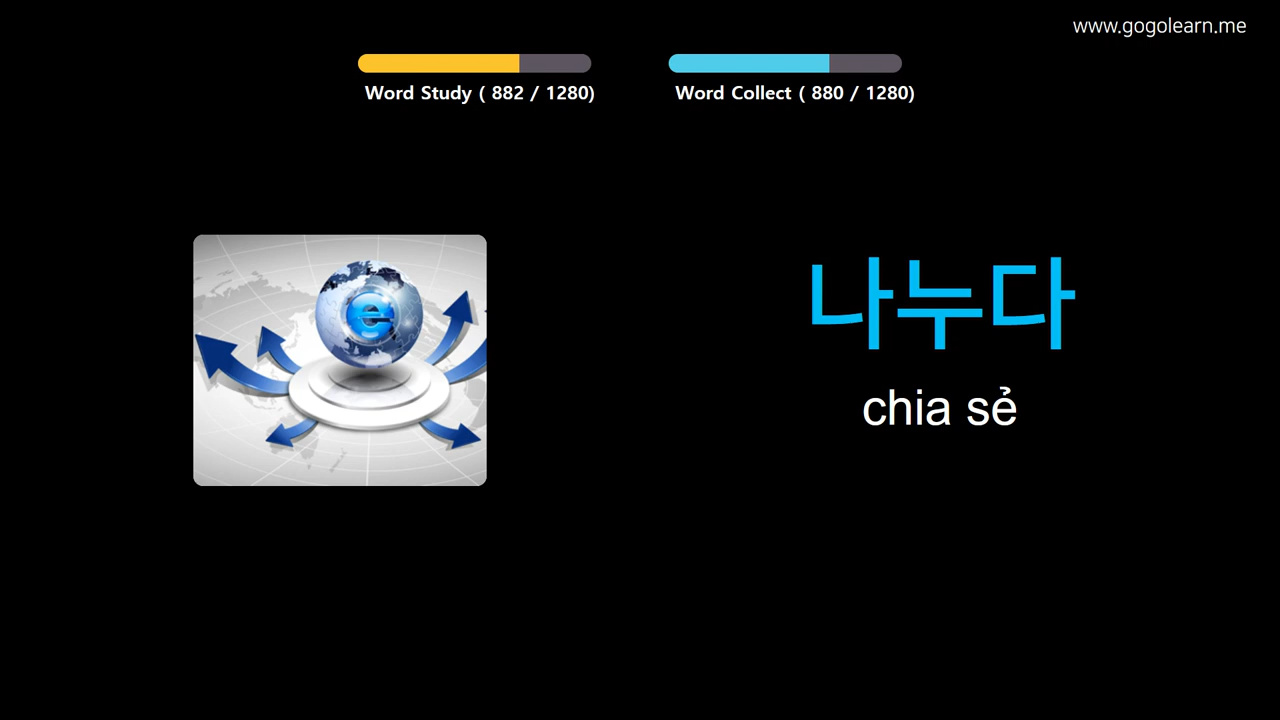 www.gogolearn.me
Word Study ( 882 / 1280)
Word Collect ( 880 / 1280)
e
나누다
chia sẻ